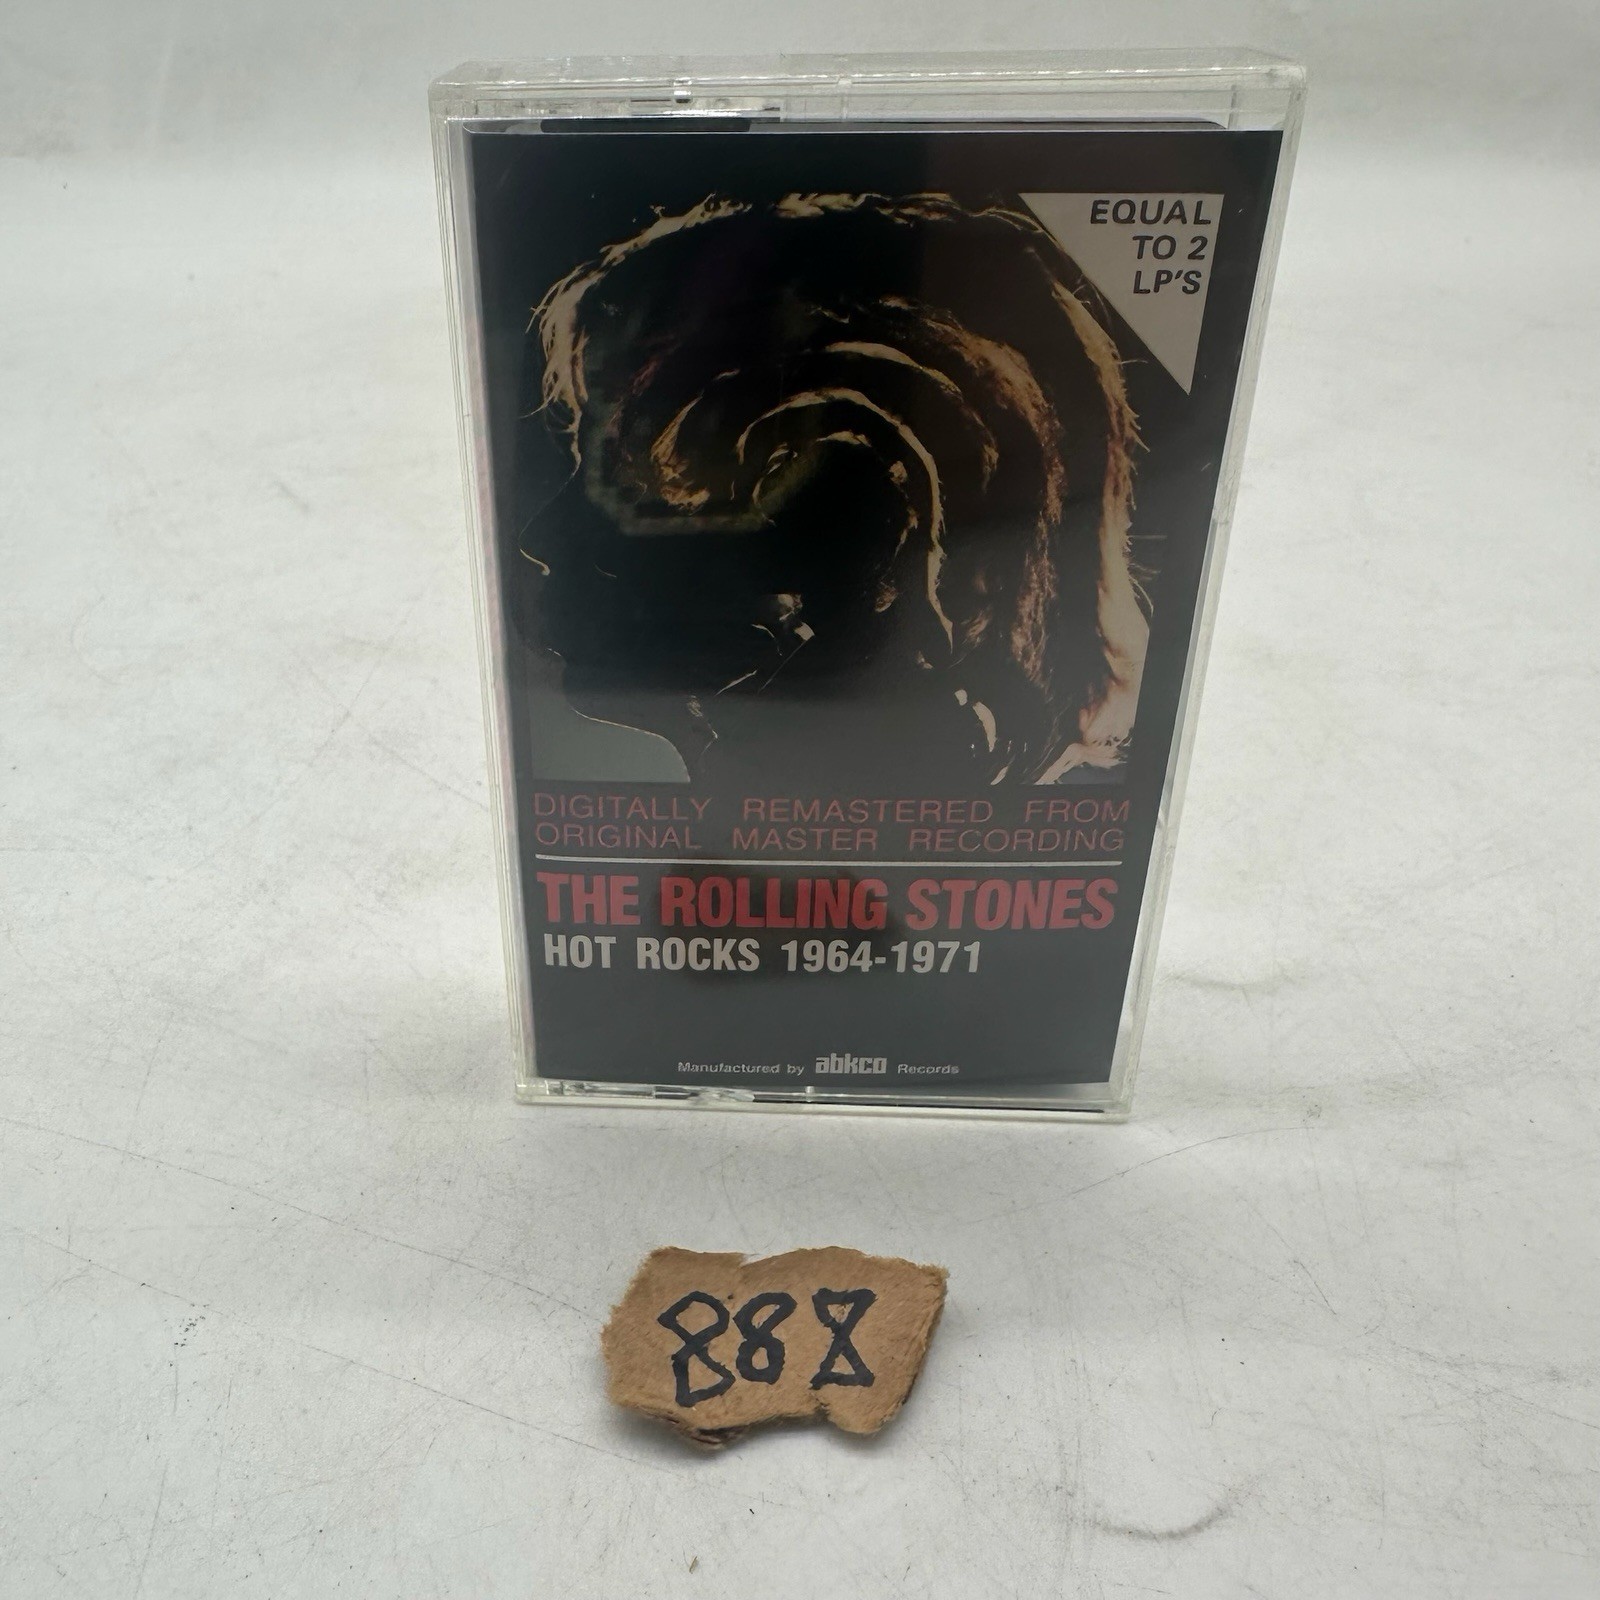 EQUAL
TO 2
LP'S
DIGITALLY REMASTERED FROM
ORIGINAL MASTER RECORDING
THE ROLLING STONES
HOT ROCKS 1964-1971
Manufactured by abkco Records
888